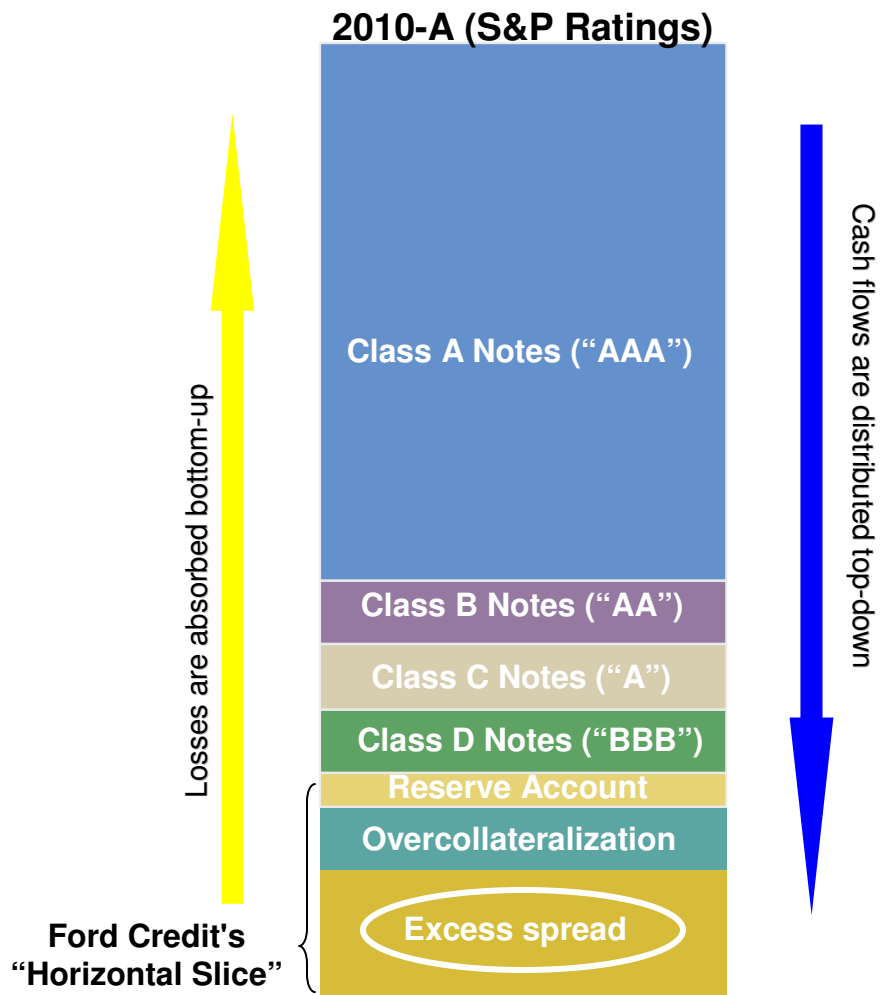 2010-A (S&P Ratings)
Losses are absorbed bottom-up
Cash flows are distributed top-down
Class A Notes (“AAA”)
Class B Notes (“AA”)
Class C Notes (“A”)
Class D Notes (“BBB”)
Reserve Account
Overcollateralization
Excess spread
Ford Credit's
“Horizontal Slice”